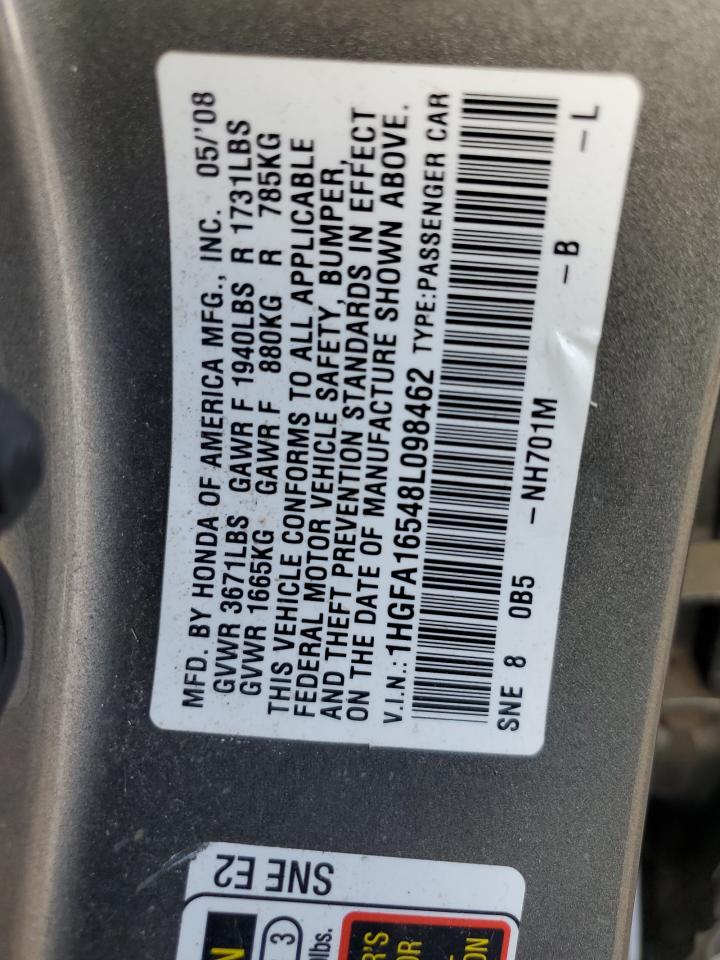 MFD. BY HONDA OF AMERICA MFG., INC. 05/'08
GVWR 3671LBS GAWR F 1940LBS R 1731LBS
GVWR 1665KG GAWR F 880KG R 785KG
THIS VEHICLE CONFORMS TO ALL APPLICABLE
FEDERAL MOTOR VEHICLE SAFETY, BUMPER,
AND THEFT PREVENTION STANDARDS IN EFFECT
ON THE DATE OF MANUFACTURE SHOWN ABOVE.
V.I.N.: 1HGFA16548L098462 TYPE:PASSENGER CAR
SNE 8 0B5 -NH701M -B -L
SNE E2
3
lbs.